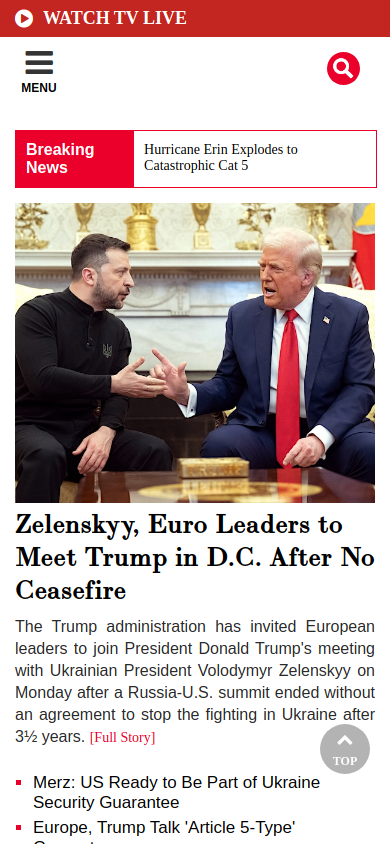 WATCH TV LIVE
MENU
Breaking
News
Hurricane Erin Explodes to
Catastrophic Cat 5
Zelenskyy, Euro Leaders to
Meet Trump in D.C. After No
Ceasefire
The Trump administration has invited European
leaders to join President Donald Trump's meeting
with Ukrainian President Volodymyr Zelenskyy on
Monday after a Russia-U.S. summit ended without
an agreement to stop the fighting in Ukraine after
3½ years. [Full Story]
TOP
Merz: US Ready to Be Part of Ukraine
Security Guarantee
Europe, Trump Talk 'Article 5-Type'